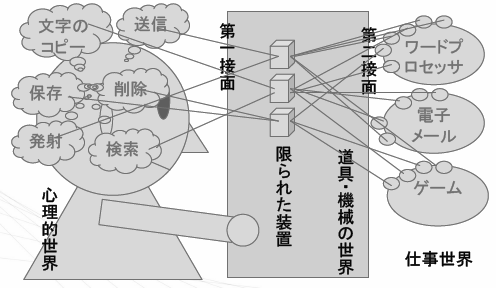 文字の
コピー
送信
保存
削除
発射
検索
心理的世界
第一接面
限られた装置
道具・機械の世界
第二接面
ワードプ
ロセッサ
電子
メール
ゲーム
仕事世界